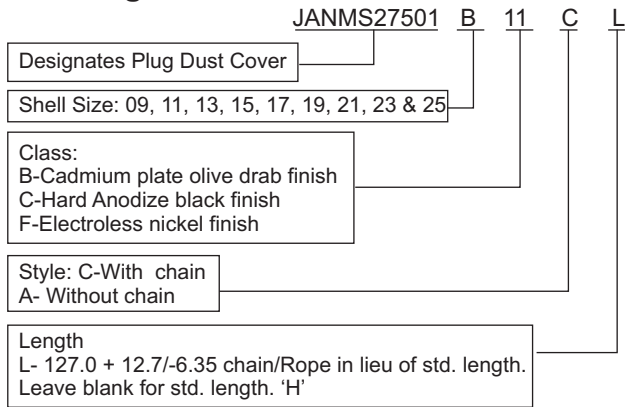 JANMS27501 B 11 C L
Designates Plug Dust Cover
Shell Size: 09, 11, 13, 15, 17, 19, 21, 23 & 25
Class:
B-Cadmium plate olive drab finish
C-Hard Anodize black finish
F-Electroless nickel finish
Style: C-With chain
A- Without chain
Length
L- 127.0 + 12.7/-6.35 chain/Rope in lieu of std. length.
Leave blank for std. length. ‘H’